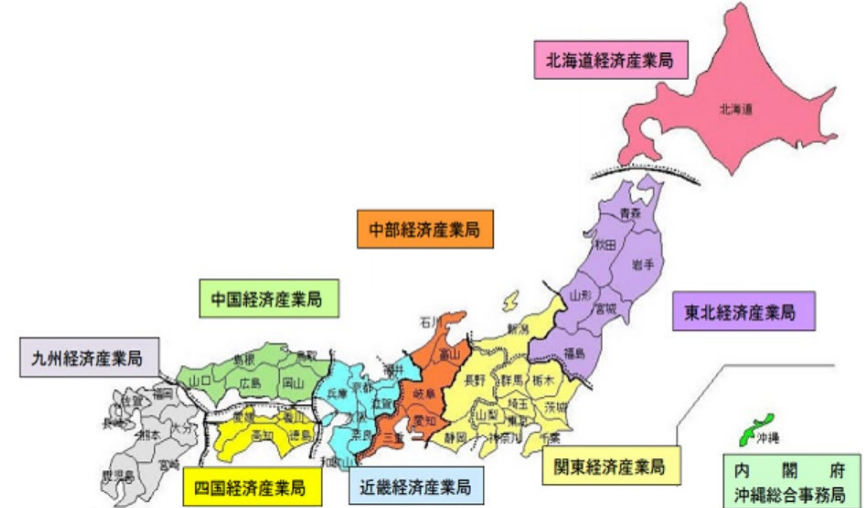 北海道経済産業局
北海道
中部経済産業局
青森
秋田
岩手
中国経済産業局
山形
宮城
東北経済産業局
石川
新潟
九州経済産業局
島根
鳥取
富山
福島
福井
山口
広島
岡山
兵庫
京都
滋賀
岐阜
長野
群馬
栃木
佐賀
福岡
長崎
大分
熊本
宮崎
鹿児島
愛媛
香川
高知
徳島
大阪
奈良
和歌山
三重
愛知
静岡
山梨
埼玉
東京
神奈川
茨城
千葉
沖縄
四国経済産業局
近畿経済産業局
関東経済産業局
内閣府
沖縄総合事務局